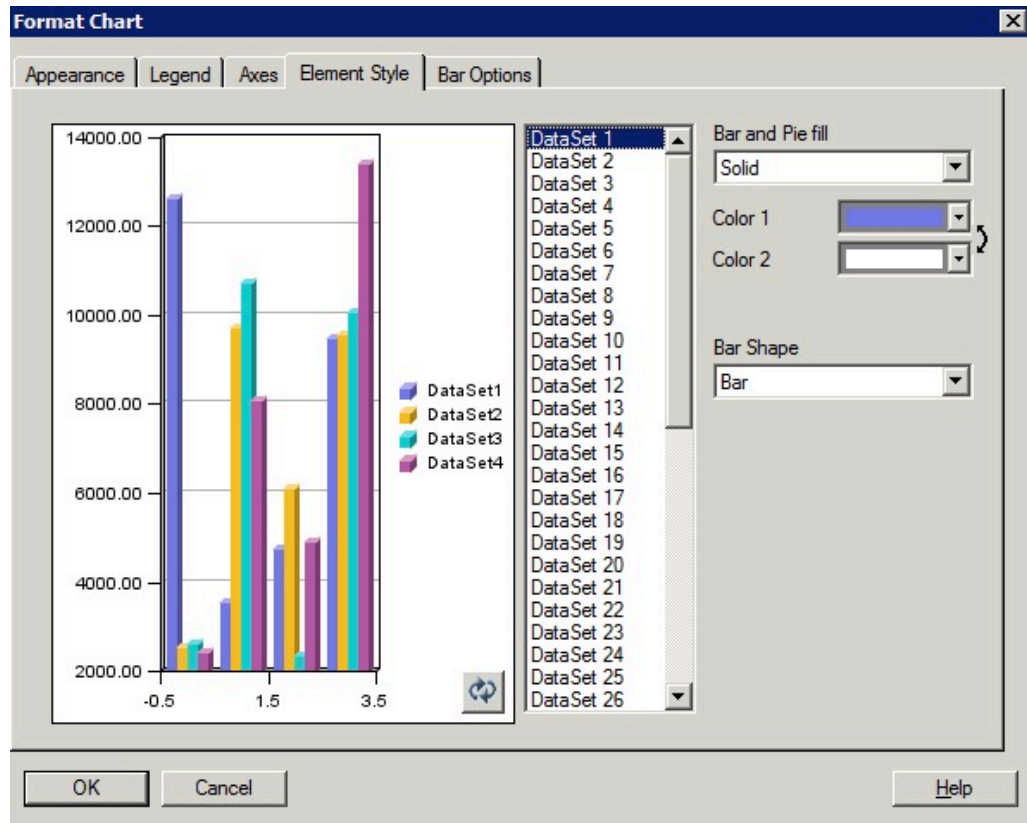 Format Chart
Appearance Legend Axes Element Style Bar Options
14000.00
12000.00
10000.00
8000.00
6000.00
4000.00
2000.00
-0.5 1.5 3.5
DataSet1
DataSet2
DataSet3
DataSet4
DataSet 1
DataSet 2
DataSet 3
DataSet 4
DataSet 5
DataSet 6
DataSet 7
DataSet 8
DataSet 9
DataSet 10
DataSet 11
DataSet 12
DataSet 13
DataSet 14
DataSet 15
DataSet 16
DataSet 17
DataSet 18
DataSet 19
DataSet 20
DataSet 21
DataSet 22
DataSet 23
DataSet 24
DataSet 25
DataSet 26
Bar and Pie fill
Solid
Color 1
Color 2
Bar Shape
Bar
OK Cancel Help